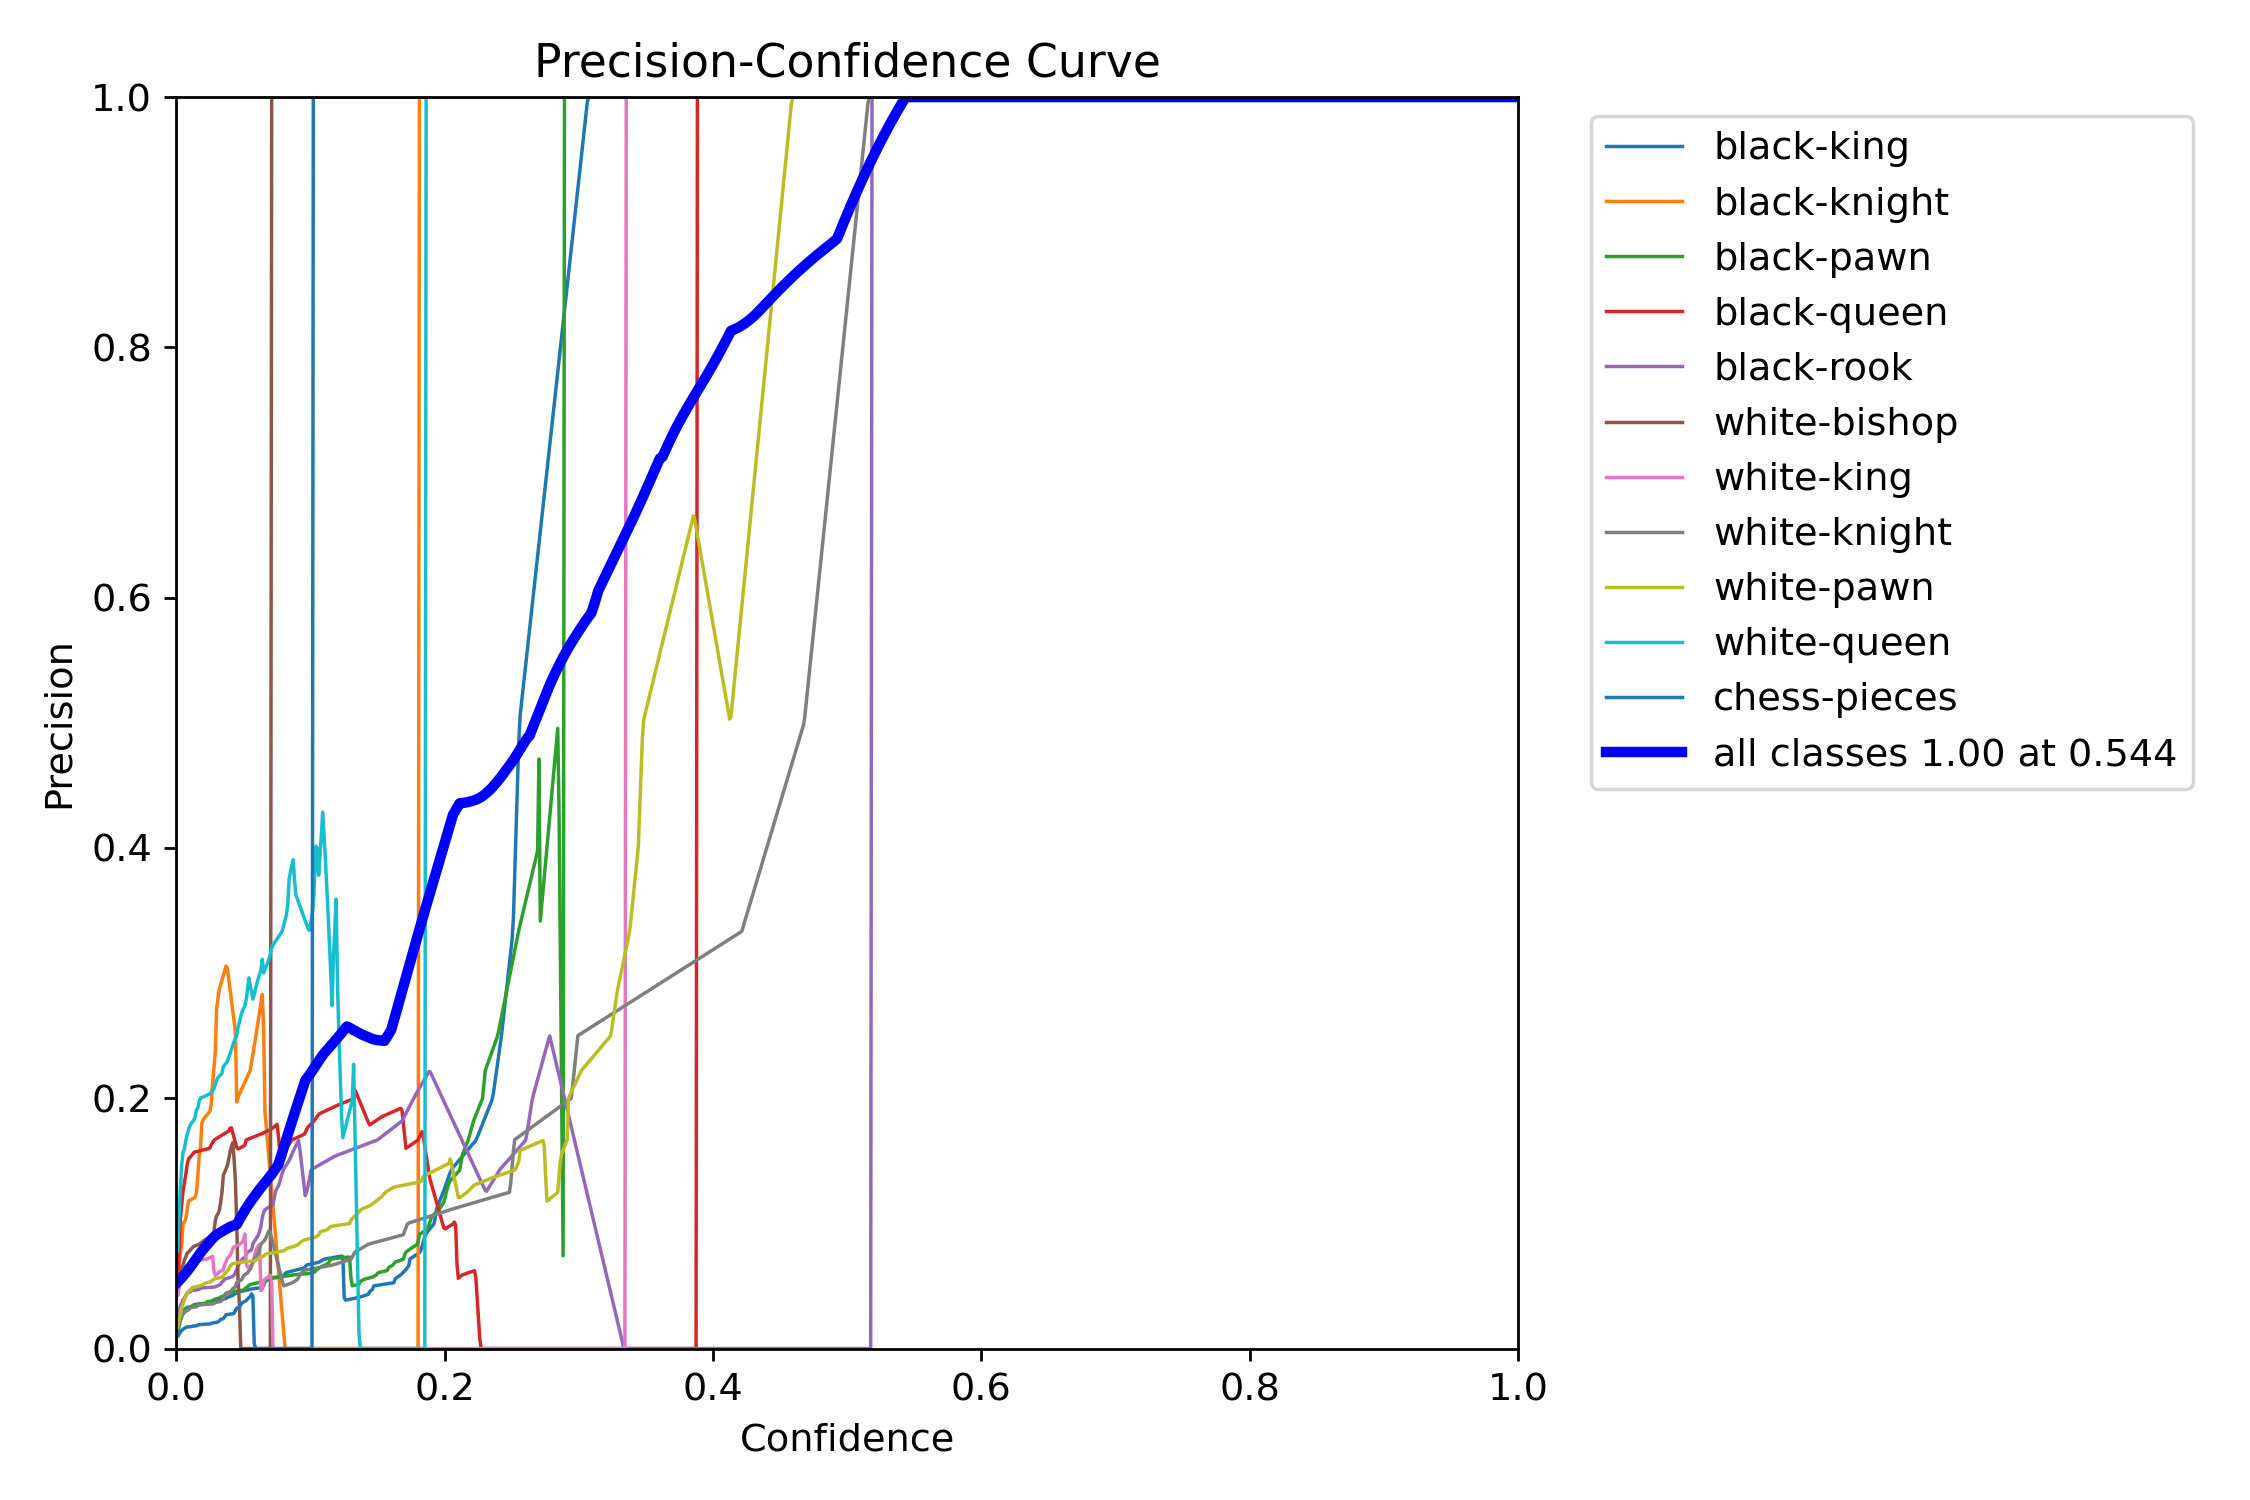 Precision-Confidence Curve
1.0
0.8
0.6
0.4
0.2
0.0
Precision
0.0 0.2 0.4 0.6 0.8 1.0
Confidence
black-king
black-knight
black-pawn
black-queen
black-rook
white-bishop
white-king
white-knight
white-pawn
white-queen
chess-pieces
all classes 1.00 at 0.544